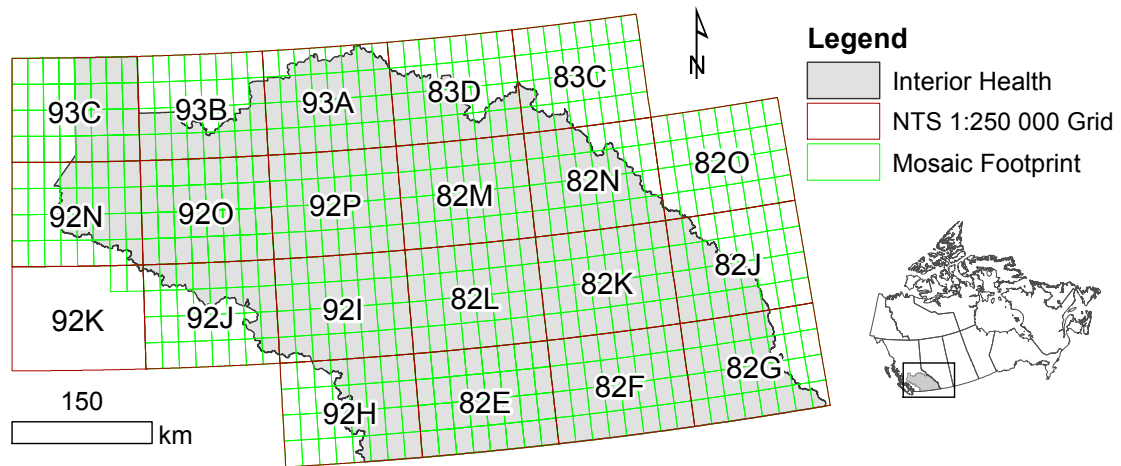 93C
93B
93A
83D
83C
92N
92O
92P
82M
82N
82O
92K
92J
92I
82L
82K
82J
92H
82E
82F
82G
150
km
N
Legend
Interior Health
NTS 1:250 000 Grid
Mosaic Footprint